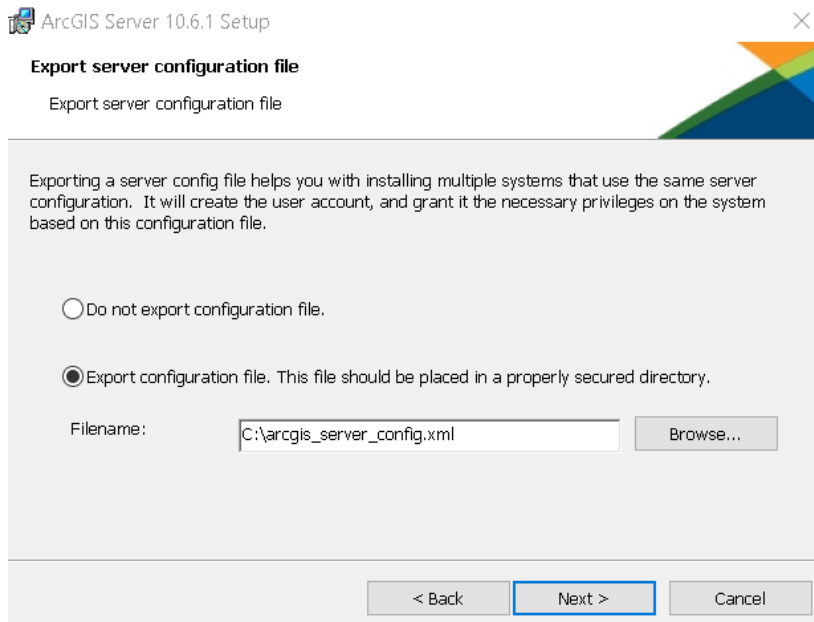 ArcGIS Server 10.6.1 Setup
Export server configuration file
Export server configuration file
Exporting a server config file helps you with installing multiple systems that use the same server
configuration.  It will create the user account, and grant it the necessary privileges on the system
based on this configuration file.
Do not export configuration file.
Export configuration file. This file should be placed in a properly secured directory.
Filename:
C:\arcgis_server_config.xml
Browse...
< Back
Next >
Cancel